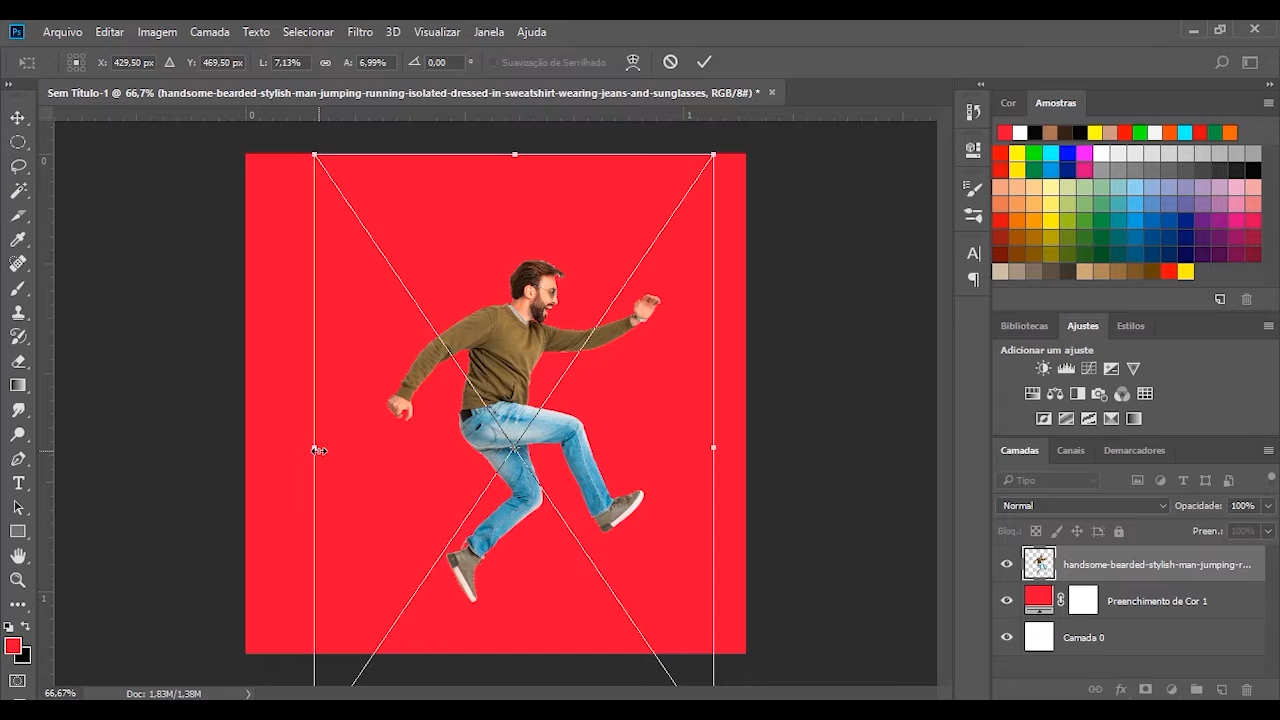 Ps Arquivo Editar Imagem Camada Texto Selecionar Filtro 3D Visualizar Janela Ajuda
X: 429,50 px Y: 469,50 px L: 7,13% A: 6,99% 0,00 ° Suavização de Serrilhado
Sem Título-1 @ 66,7% (handsome-bearded-stylish-man-jumping-running-isolated-dressed-in-sweatshirt-wearing-jeans-and-sunglasses, RGB/8#) * ×
0 1
0
1
Cor Amostras
Bibliotecas Ajustes Estilos
Adicionar um ajuste
Camadas Canais Demarcadores
Tipo
Normal Opacidade: 100%
Bloq.: Preen.: 100%
handsome-bearded-stylish-man-jumping-r...
Preenchimento de Cor 1
Camada 0
66,67% Doc: 1,83M/1,38M